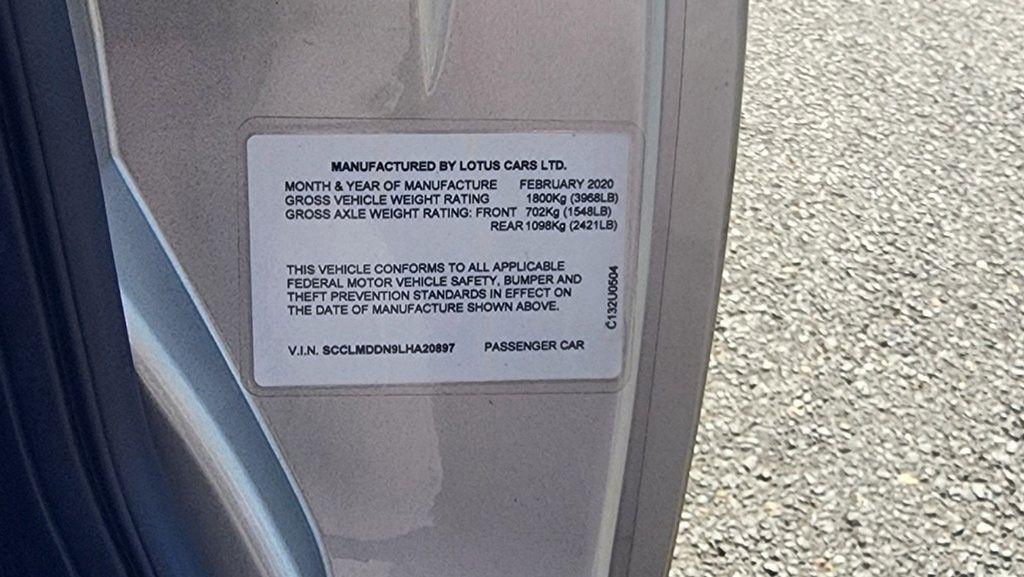 MANUFACTURED BY LOTUS CARS LTD.
MONTH & YEAR OF MANUFACTURE FEBRUARY 2020
GROSS VEHICLE WEIGHT RATING 1800Kg (3968LB)
GROSS AXLE WEIGHT RATING: FRONT 702Kg (1548LB)
REAR 1098Kg (2421LB)
THIS VEHICLE CONFORMS TO ALL APPLICABLE
FEDERAL MOTOR VEHICLE SAFETY, BUMPER AND
THEFT PREVENTION STANDARDS IN EFFECT ON
THE DATE OF MANUFACTURE SHOWN ABOVE.
C132U0504
V.I.N. SCCLMDDN9LHA20897 PASSENGER CAR